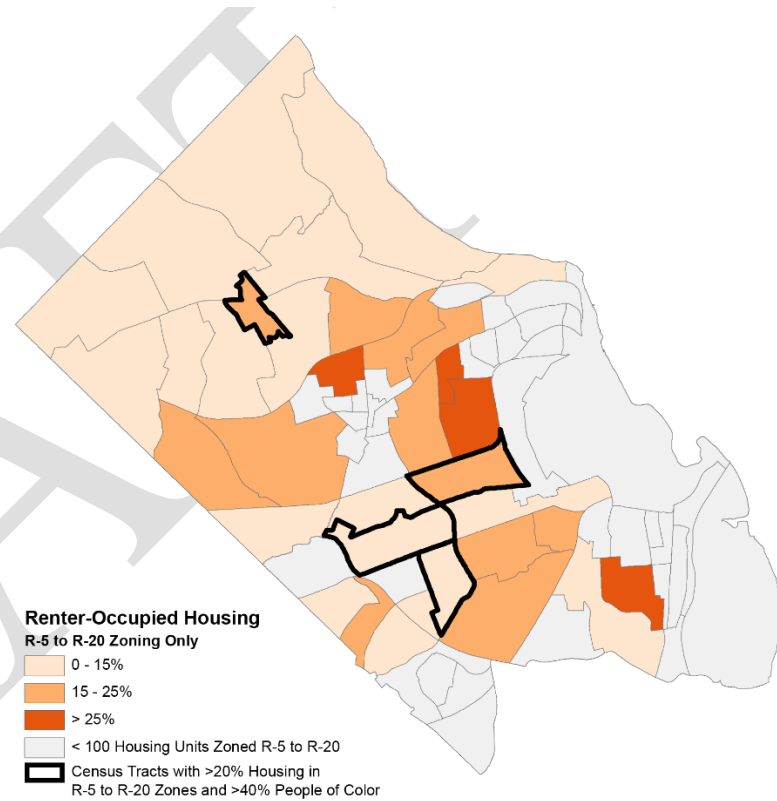 Renter-Occupied Housing
R-5 to R-20 Zoning Only
0 - 15%
15 - 25%
> 25%
< 100 Housing Units Zoned R-5 to R-20
Census Tracts with >20% Housing in
R-5 to R-20 Zones and >40% People of Color